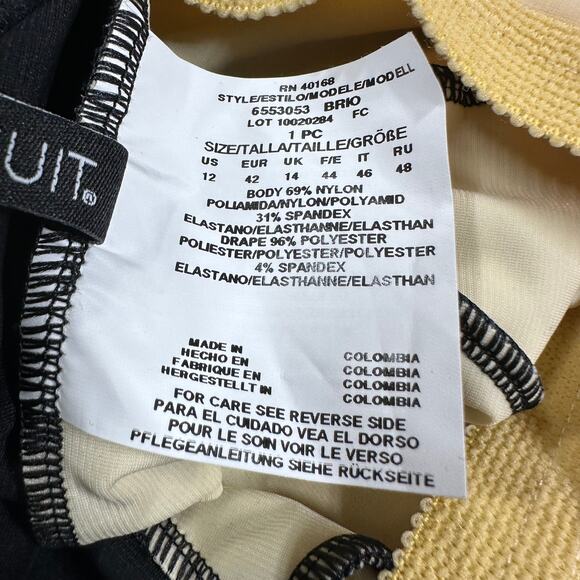 UIT®
RN 40168
STYLE/ESTILO/MODELE/MODELL
6553053 BRIO
LOT 10020284 FC
1 PC
SIZE/TALLA/TAILLE/GRÖßE
US EUR UK F/E IT RU
12 42 14 44 46 48
BODY 69% NYLON
POLIAMIDA/NYLON/POLYAMID
31% SPANDEX
ELASTANO/ELASTHANNE/ELASTHAN
DRAPE 96% POLYESTER
POLIESTER/POLYESTER/POLYESTER
4% SPANDEX
ELASTANO/ELASTHANNE/ELASTHAN
MADE IN COLOMBIA
HECHO EN COLOMBIA
FABRIQUE EN COLOMBIA
HERGESTELLT IN COLOMBIA
FOR CARE SEE REVERSE SIDE
PARA EL CUIDADO VEA EL DORSO
POUR LE SOIN VOIR LE VERSO
PFLEGEANLEITUNG SIEHE RÜCKSEITE